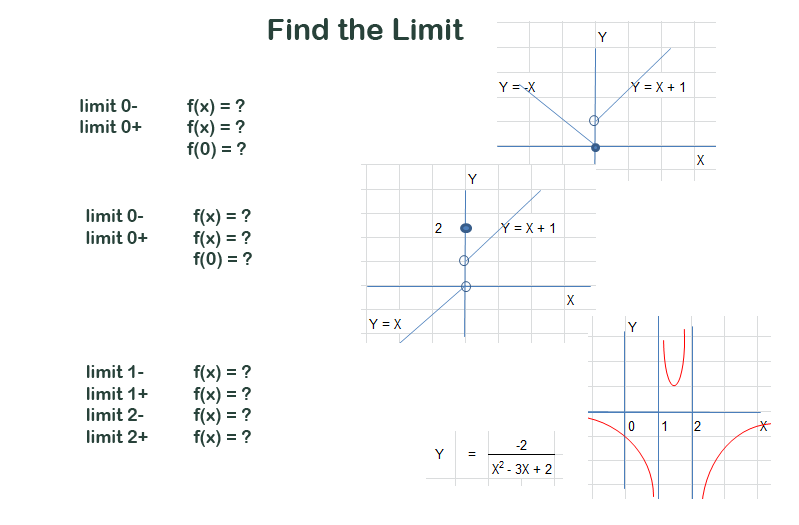 Find the Limit
Y
Y = -X
Y = X + 1
X
limit 0- f(x) = ?
limit 0+ f(x) = ?
f(0) = ?
Y
2
Y = X + 1
X
Y = X
limit 0- f(x) = ?
limit 0+ f(x) = ?
f(0) = ?
Y
0 1 2 X
limit 1- f(x) = ?
limit 1+ f(x) = ?
limit 2- f(x) = ?
limit 2+ f(x) = ?
-2
Y =
X² - 3X + 2